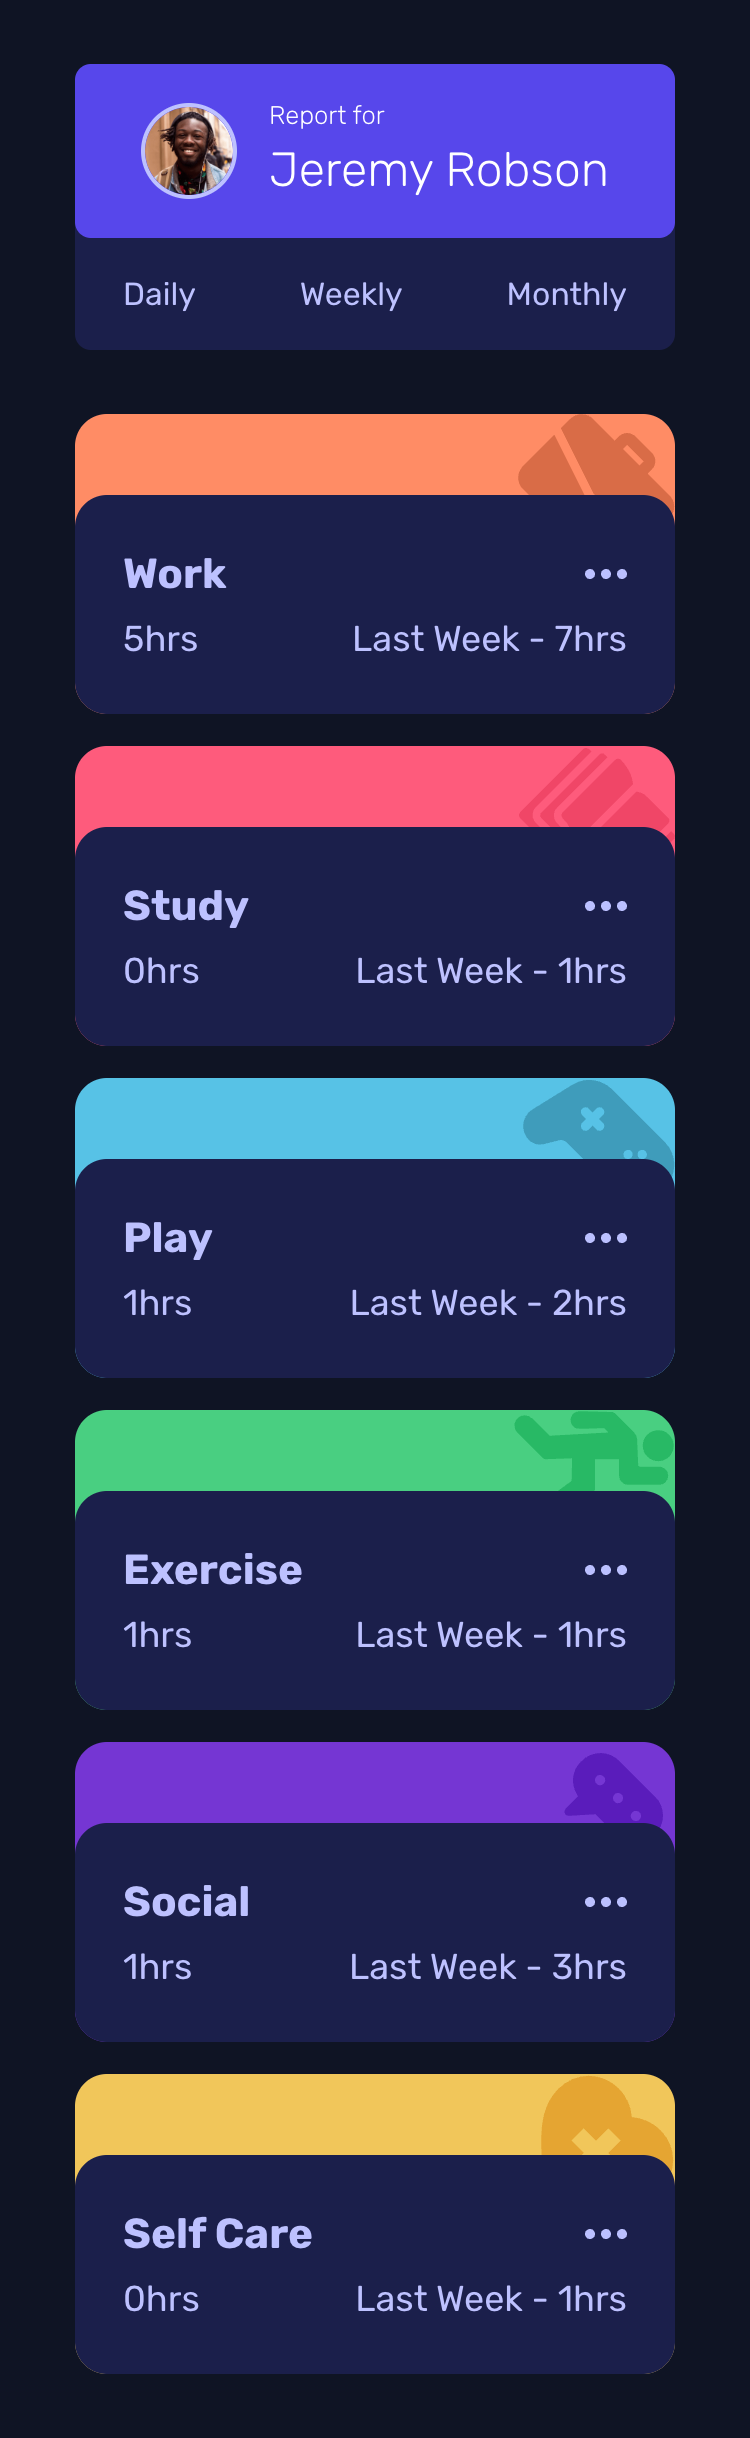 Report for
Jeremy Robson
Daily Weekly Monthly
Work
5hrs Last Week - 7hrs
Study
0hrs Last Week - 1hrs
Play
1hrs Last Week - 2hrs
Exercise
1hrs Last Week - 1hrs
Social
1hrs Last Week - 3hrs
Self Care
0hrs Last Week - 1hrs